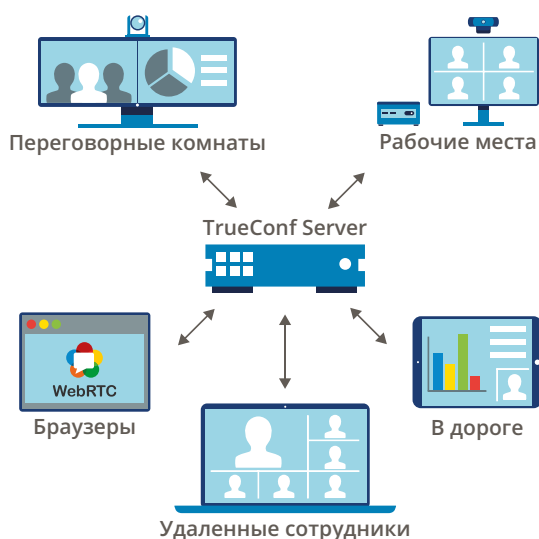 Переговорные комнаты
Рабочие места
TrueConf Server
WebRTC
Браузеры
В дороге
Удаленные сотрудники